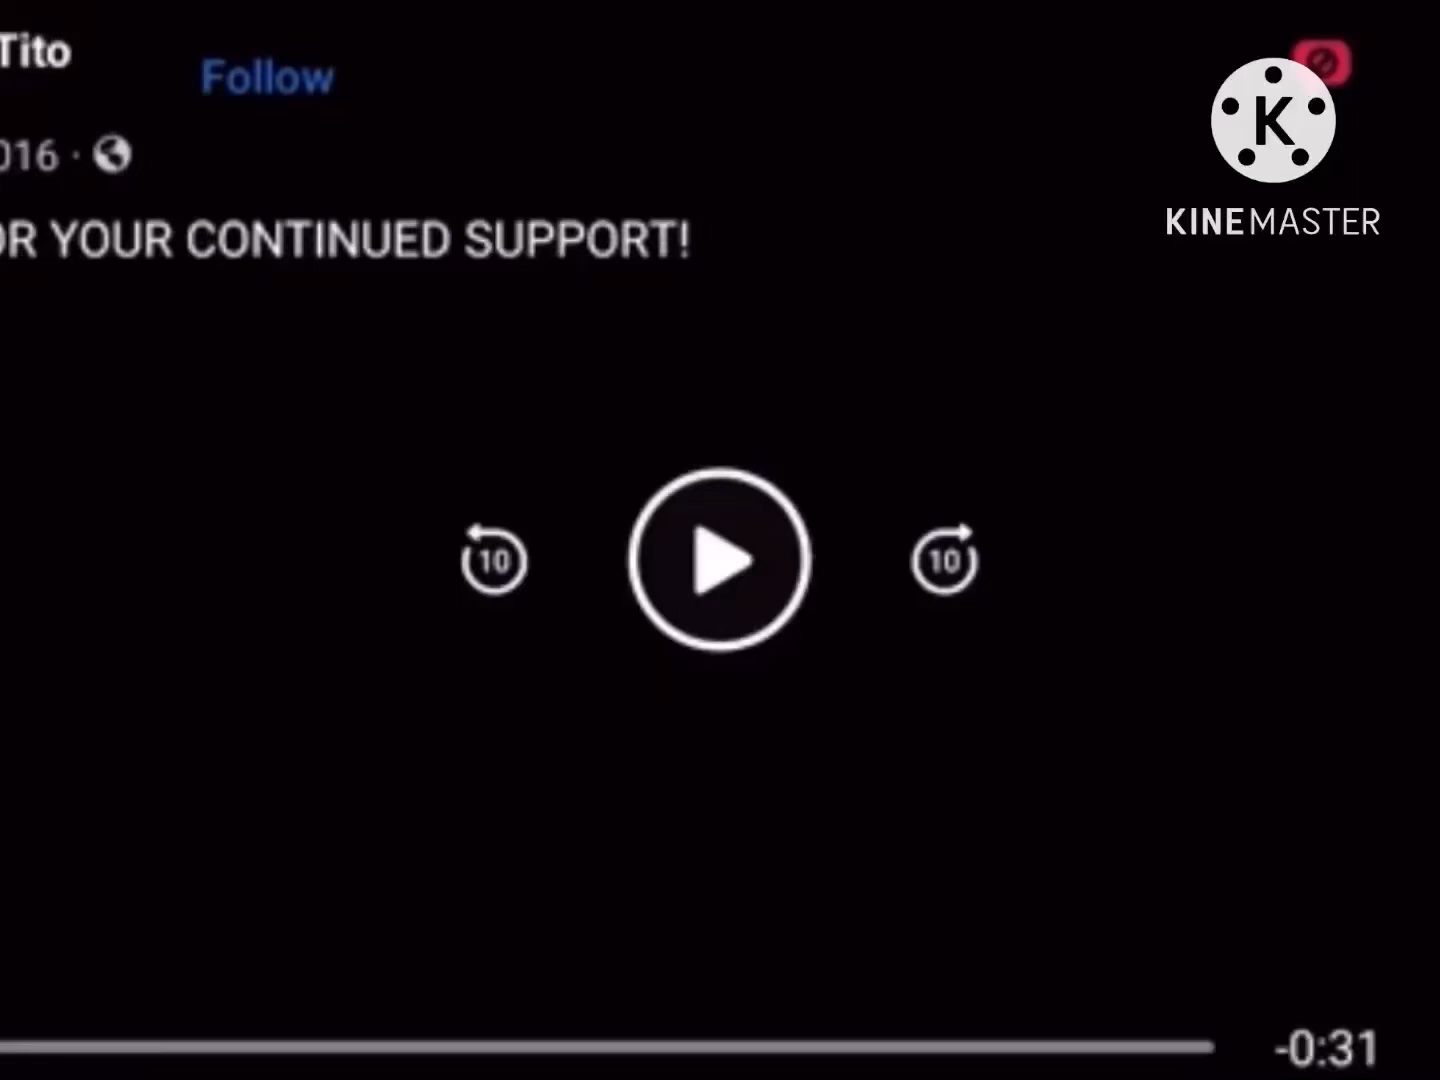 Tito
Follow
016 ·
OR YOUR CONTINUED SUPPORT!
K
KINEMASTER
10
10
-0:31